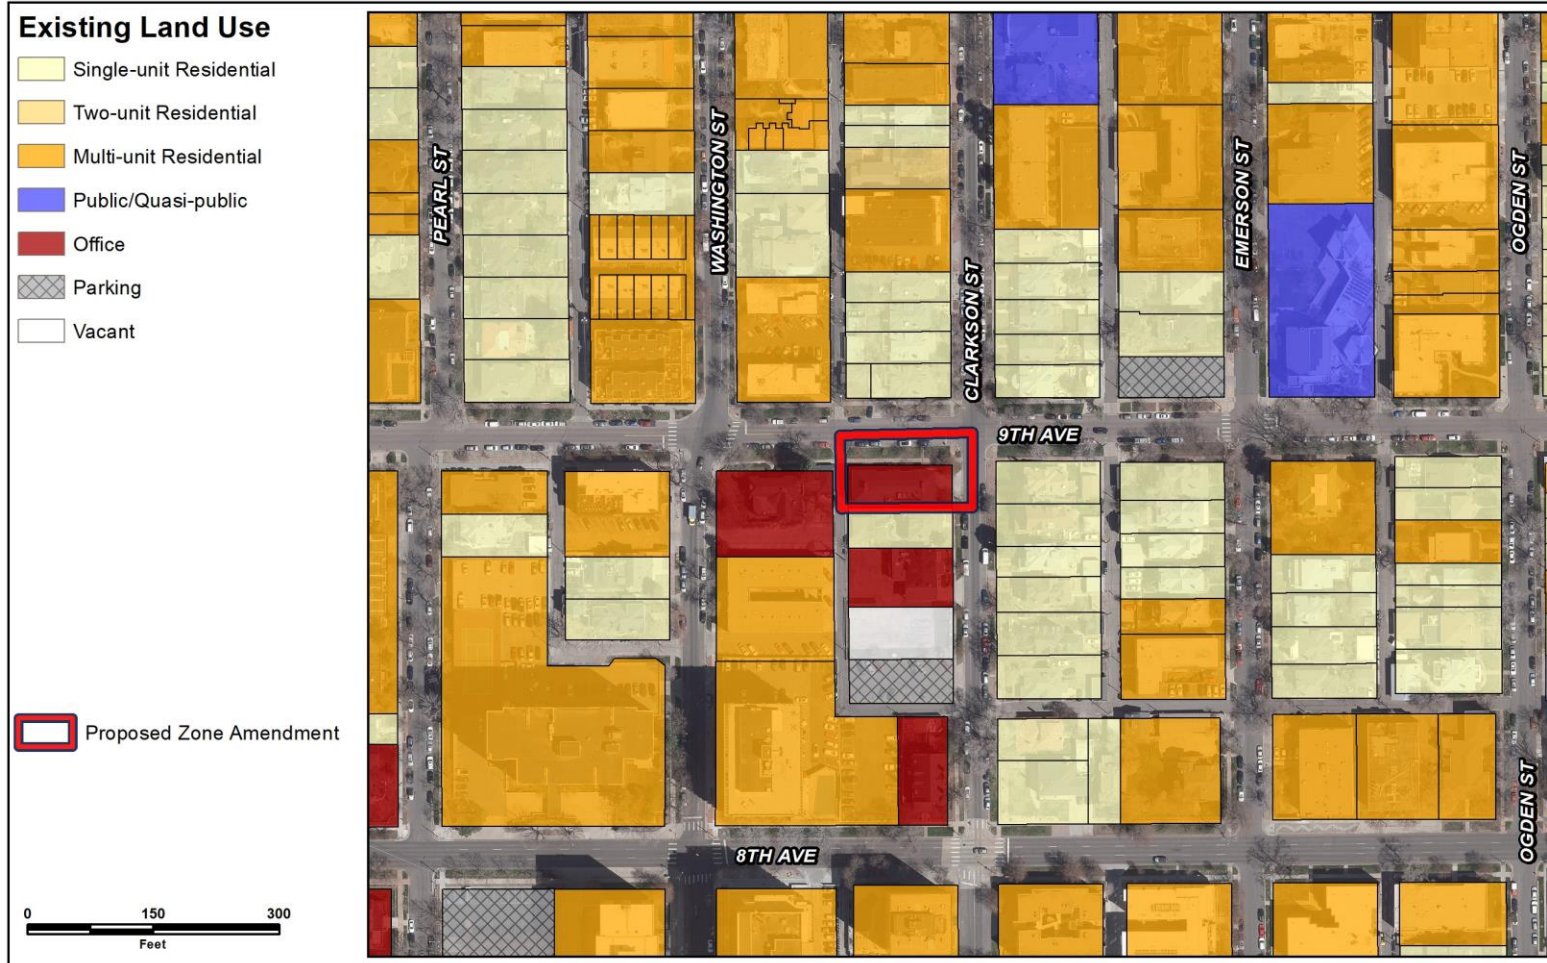 Existing Land Use
Single-unit Residential
Two-unit Residential
Multi-unit Residential
Public/Quasi-public
Office
Parking
Vacant
Proposed Zone Amendment
0 150 300
Feet
PEARL ST
WASHINGTON ST
CLARKSON ST
EMERSON ST
OGDEN ST
9TH AVE
8TH AVE
OGDEN ST